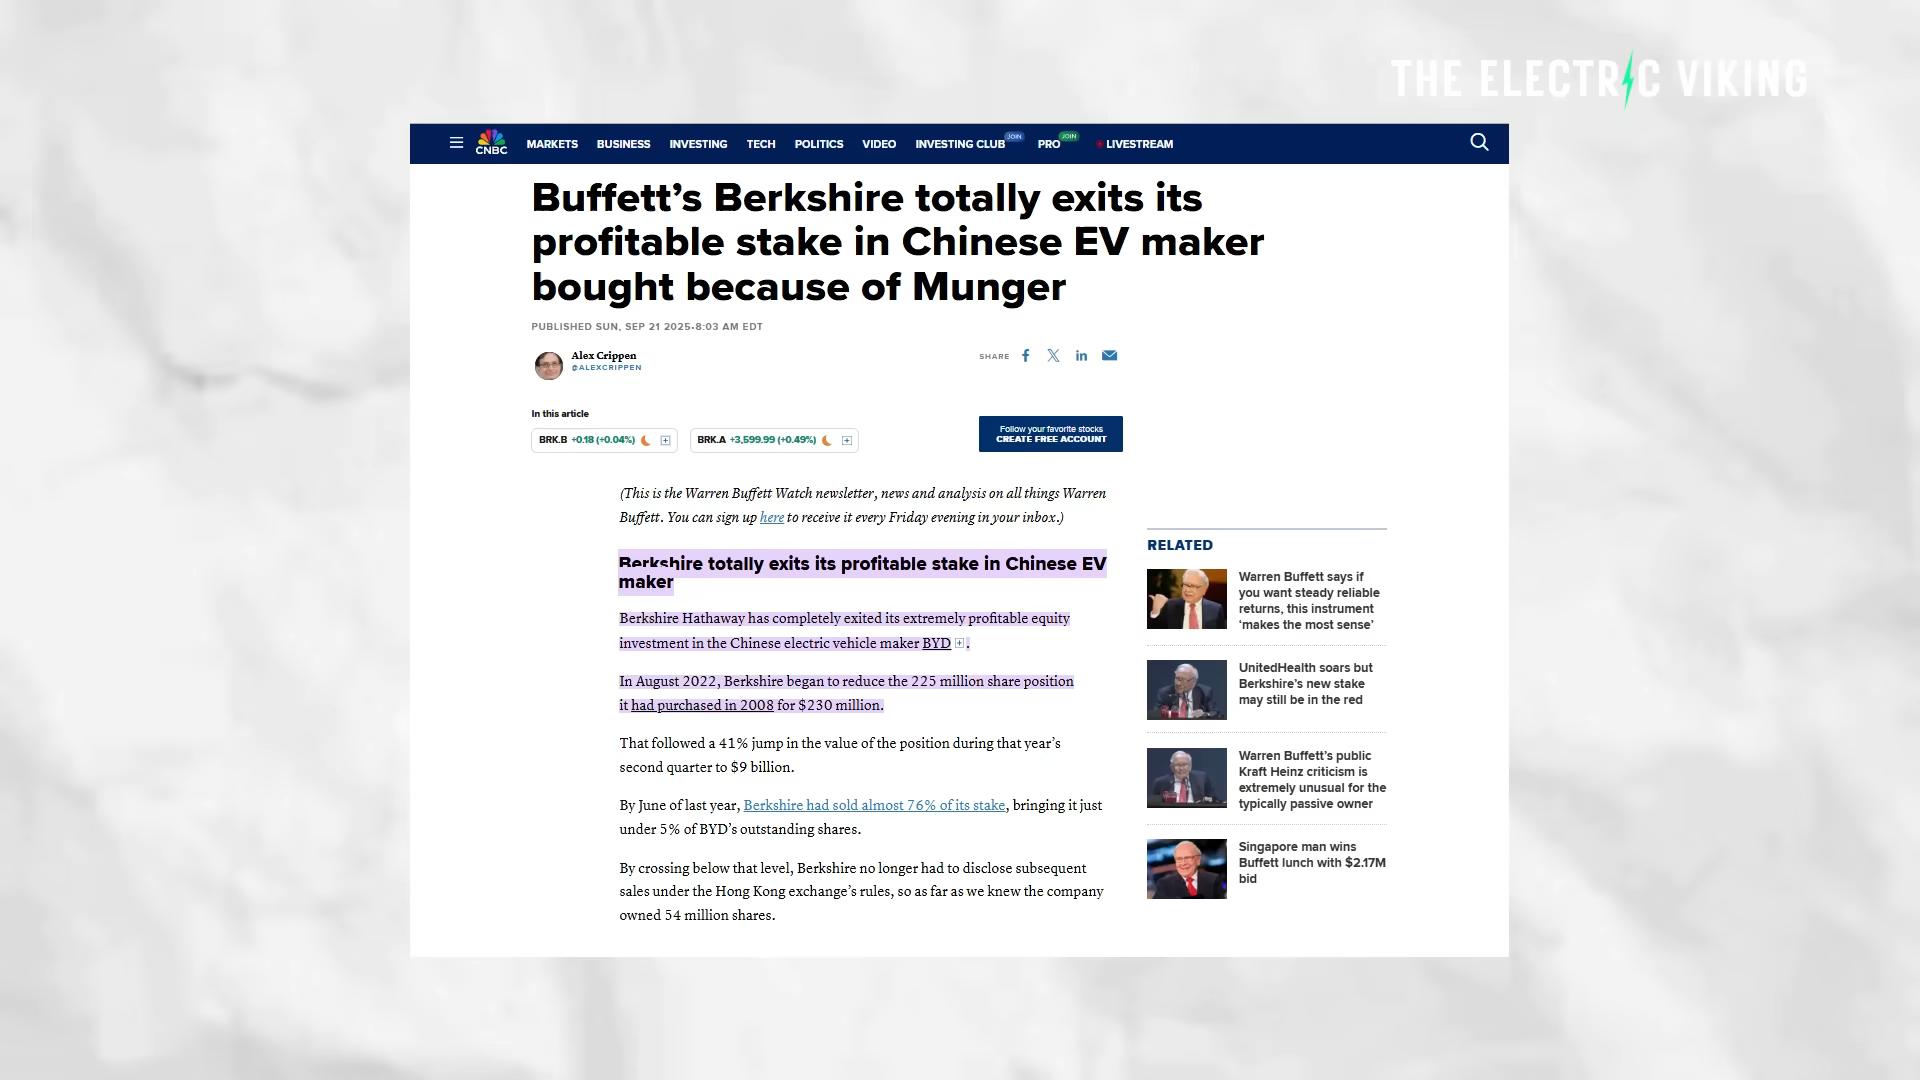 THE ELECTRIC VIKING
CNBC
MARKETS BUSINESS INVESTING TECH POLITICS VIDEO INVESTING CLUB JOIN PRO JOIN LIVESTREAM
Buffett’s Berkshire totally exits its
profitable stake in Chinese EV maker
bought because of Munger
PUBLISHED SUN, SEP 21 2025•8:03 AM EDT
Alex Crippen
@ALEXCRIPPEN
SHARE
In this article
BRK.B +0.18 (+0.04%)
BRK.A +3,599.99 (+0.49%)
Follow your favorite stocks
CREATE FREE ACCOUNT
(This is the Warren Buffett Watch newsletter, news and analysis on all things Warren
Buffett. You can sign up here to receive it every Friday evening in your inbox.)
Berkshire totally exits its profitable stake in Chinese EV
maker
Berkshire Hathaway has completely exited its extremely profitable equity
investment in the Chinese electric vehicle maker BYD.
In August 2022, Berkshire began to reduce the 225 million share position
it had purchased in 2008 for $230 million.
That followed a 41% jump in the value of the position during that year’s
second quarter to $9 billion.
By June of last year, Berkshire had sold almost 76% of its stake, bringing it just
under 5% of BYD’s outstanding shares.
By crossing below that level, Berkshire no longer had to disclose subsequent
sales under the Hong Kong exchange’s rules, so as far as we knew the company
owned 54 million shares.
RELATED
Warren Buffett says if
you want steady reliable
returns, this instrument
‘makes the most sense’
UnitedHealth soars but
Berkshire’s new stake
may still be in the red
Warren Buffett’s public
Kraft Heinz criticism is
extremely unusual for the
typically passive owner
Singapore man wins
Buffett lunch with $2.17M
bid